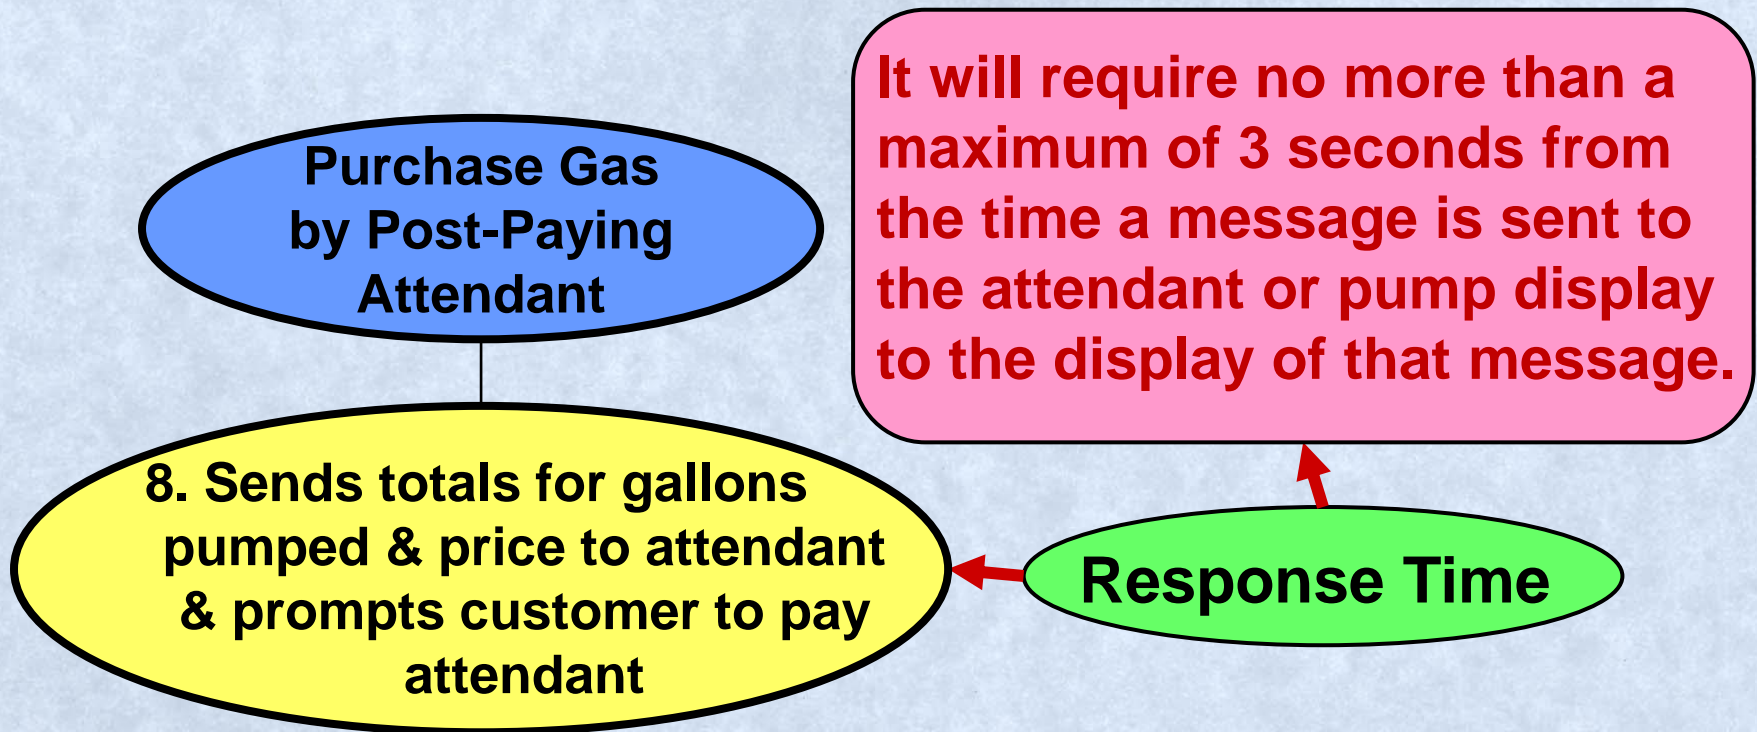 Purchase Gas
by Post-Paying
Attendant
It will require no more than a
maximum of 3 seconds from
the time a message is sent to
the attendant or pump display
to the display of that message.
8. Sends totals for gallons
pumped & price to attendant
& prompts customer to pay
attendant
Response Time